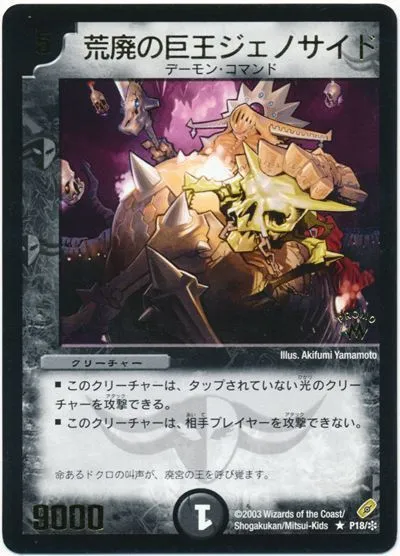 5
荒廃の巨王ジェノサイド
デーモン・コマンド
PROMO
Illus. Akifumi Yamamoto
クリーチャー
■ このクリーチャーは、タップされていない光のクリー
チャーを攻撃できる。
■ このクリーチャーは、相手プレイヤーを攻撃できない。
命あるドクロの叫声が、廃宮の王を呼び覚ます。
9000
1
©2003 Wizards of the Coast/
Shogakukan/Mitsui-Kids ★ P18/✻